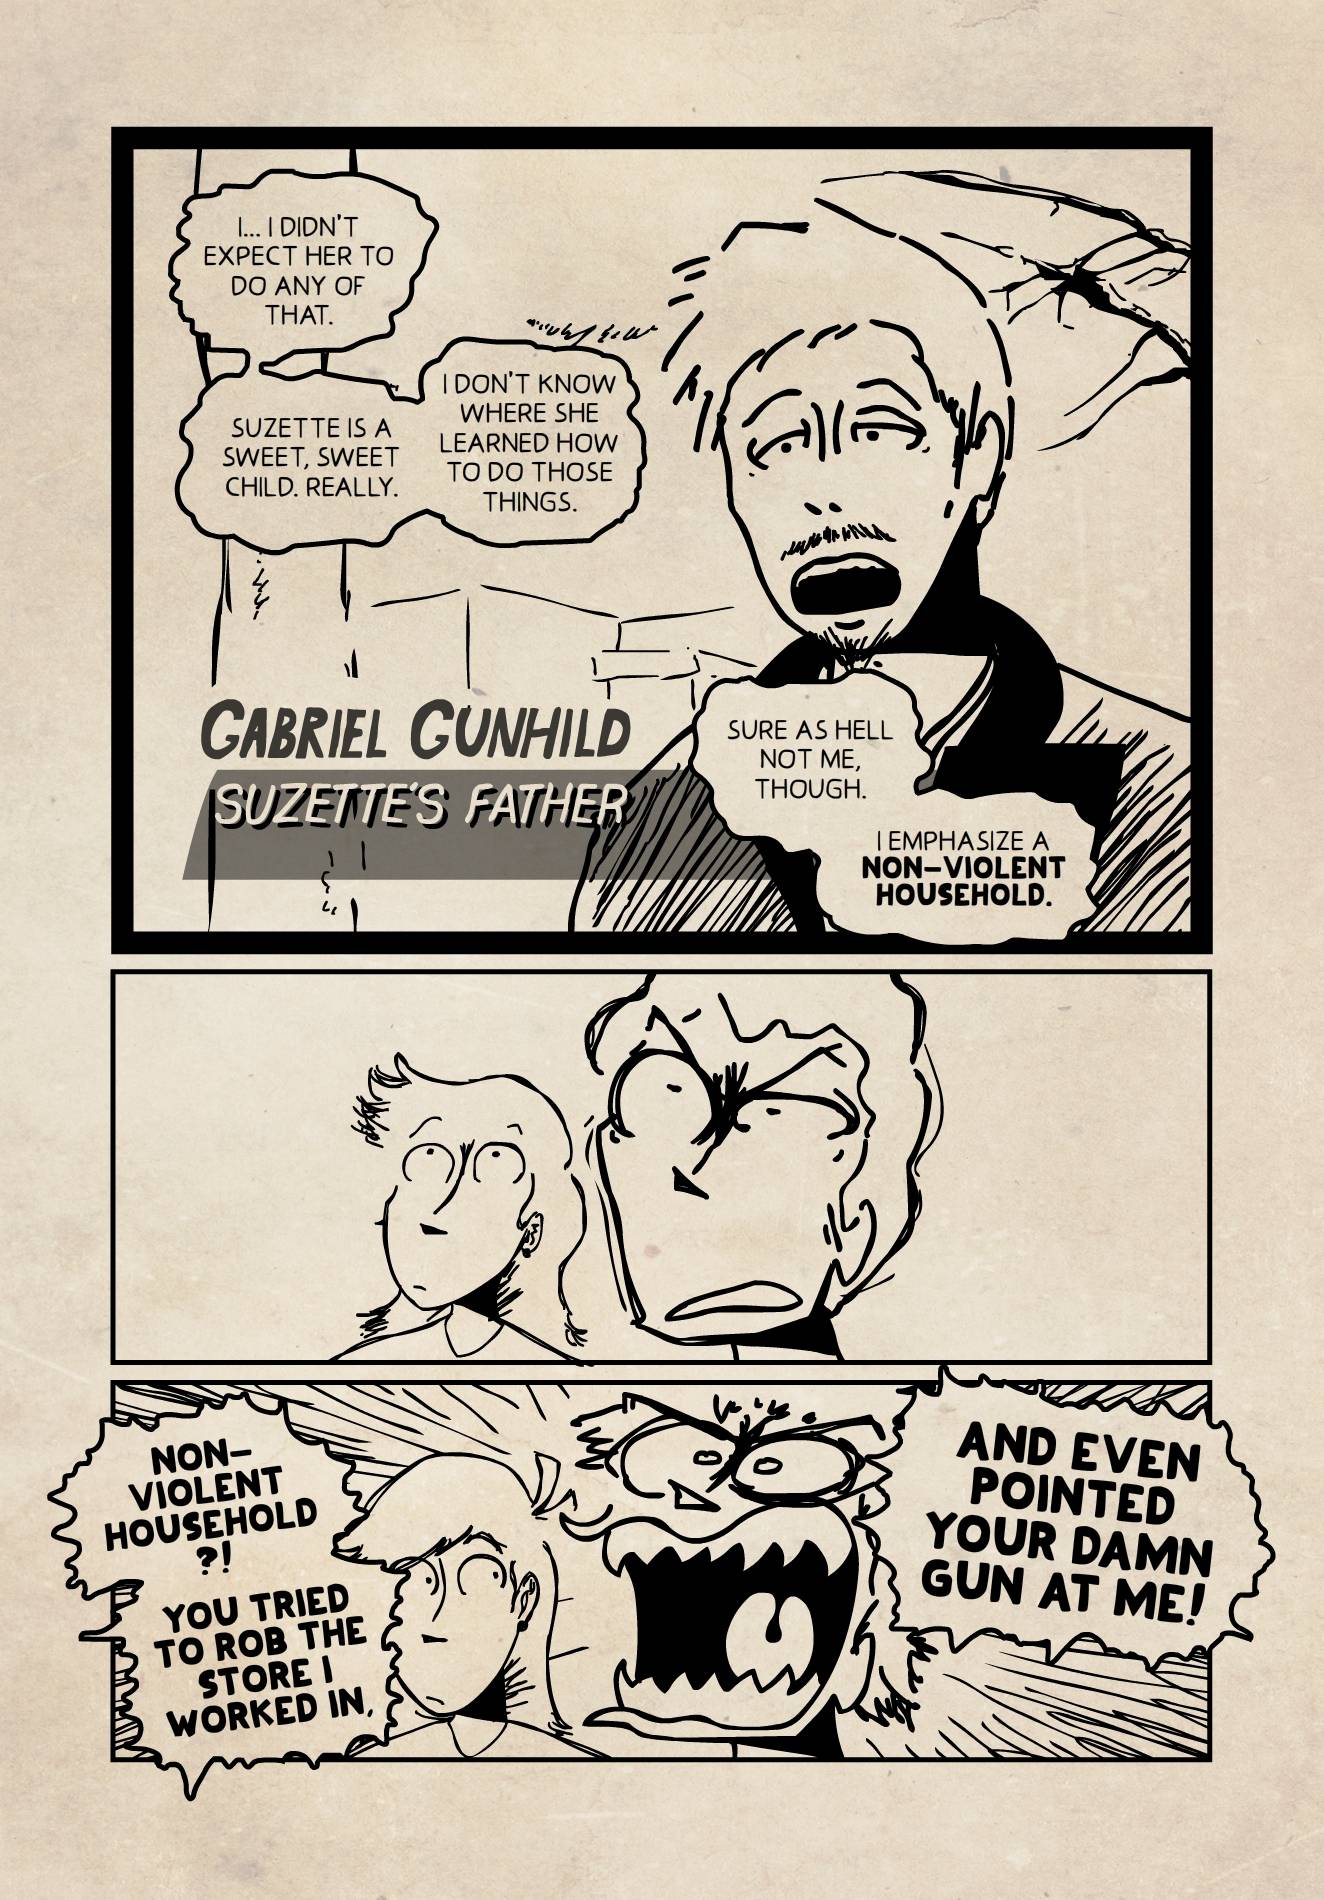 I... I DIDN'T
EXPECT HER TO
DO ANY OF
THAT.
SUZETTE IS A
SWEET, SWEET
CHILD. REALLY.
I DON'T KNOW
WHERE SHE
LEARNED HOW
TO DO THOSE
THINGS.
GABRIEL GUNHILD
SUZETTE'S FATHER
SURE AS HELL
NOT ME,
THOUGH.
I EMPHASIZE A
NON-VIOLENT
HOUSEHOLD.
NON-
VIOLENT
HOUSEHOLD
?!
YOU TRIED
TO ROB THE
STORE I
WORKED IN,
AND EVEN
POINTED
YOUR DAMN
GUN AT ME!